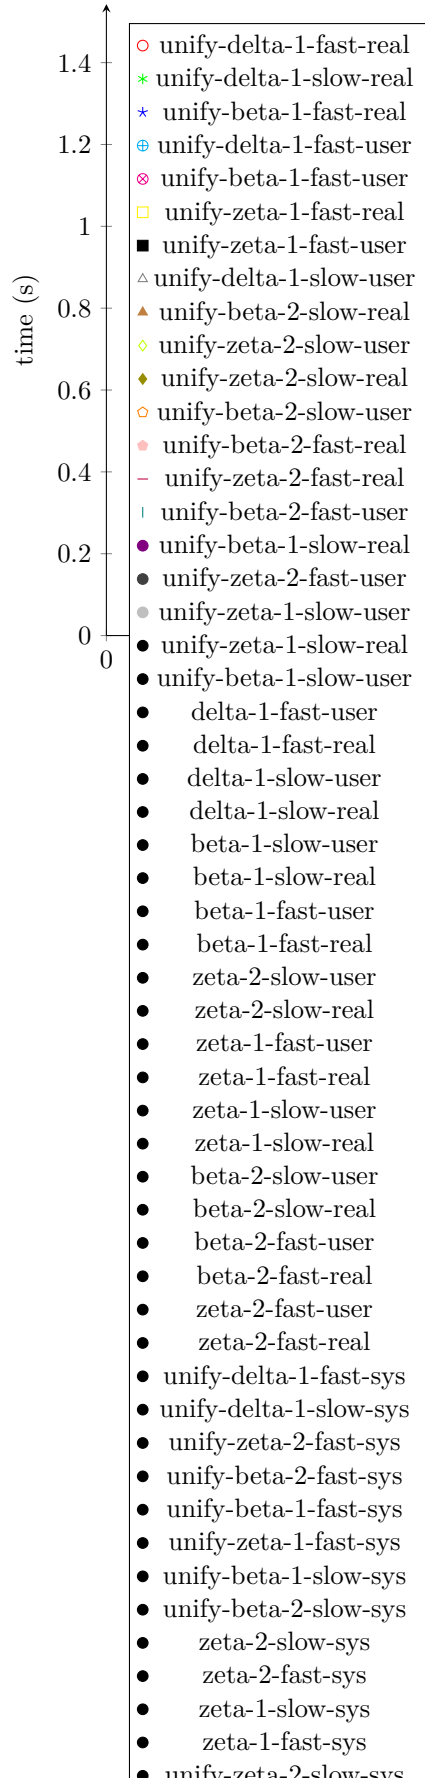 time (s)
1.4
1.2
1
0.8
0.6
0.4
0.2
0
0
unify-delta-1-fast-real
unify-delta-1-slow-real
unify-beta-1-fast-real
unify-delta-1-fast-user
unify-beta-1-fast-user
unify-zeta-1-fast-real
unify-zeta-1-fast-user
unify-delta-1-slow-user
unify-beta-2-slow-real
unify-zeta-2-slow-user
unify-zeta-2-slow-real
unify-beta-2-slow-user
unify-beta-2-fast-real
unify-zeta-2-fast-real
unify-beta-2-fast-user
unify-beta-1-slow-real
unify-zeta-2-fast-user
unify-zeta-1-slow-user
unify-zeta-1-slow-real
unify-beta-1-slow-user
delta-1-fast-user
delta-1-fast-real
delta-1-slow-user
delta-1-slow-real
beta-1-slow-user
beta-1-slow-real
beta-1-fast-user
beta-1-fast-real
zeta-2-slow-user
zeta-2-slow-real
zeta-1-fast-user
zeta-1-fast-real
zeta-1-slow-user
zeta-1-slow-real
beta-2-slow-user
beta-2-slow-real
beta-2-fast-user
beta-2-fast-real
zeta-2-fast-user
zeta-2-fast-real
unify-delta-1-fast-sys
unify-delta-1-slow-sys
unify-zeta-2-fast-sys
unify-beta-2-fast-sys
unify-beta-1-fast-sys
unify-zeta-1-fast-sys
unify-beta-1-slow-sys
unify-beta-2-slow-sys
zeta-2-slow-sys
zeta-2-fast-sys
zeta-1-slow-sys
zeta-1-fast-sys
unify-zeta-2-slow-sys